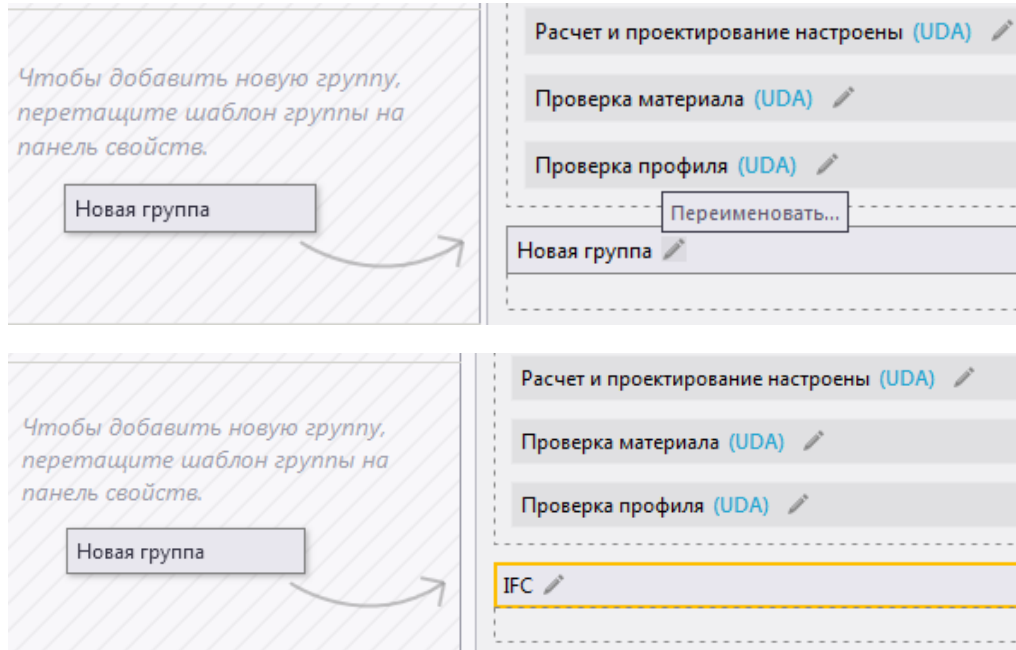 Расчет и проектирование настроены (UDA)
Чтобы добавить новую группу,
перетащите шаблон группы на
панель свойств.
Проверка материала (UDA)
Проверка профиля (UDA)
Новая группа
Переименовать...
Новая группа
Расчет и проектирование настроены (UDA)
Чтобы добавить новую группу,
перетащите шаблон группы на
панель свойств.
Проверка материала (UDA)
Проверка профиля (UDA)
Новая группа
IFC